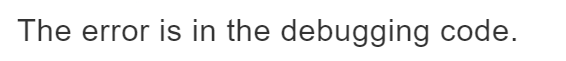 The error is in the debugging code.